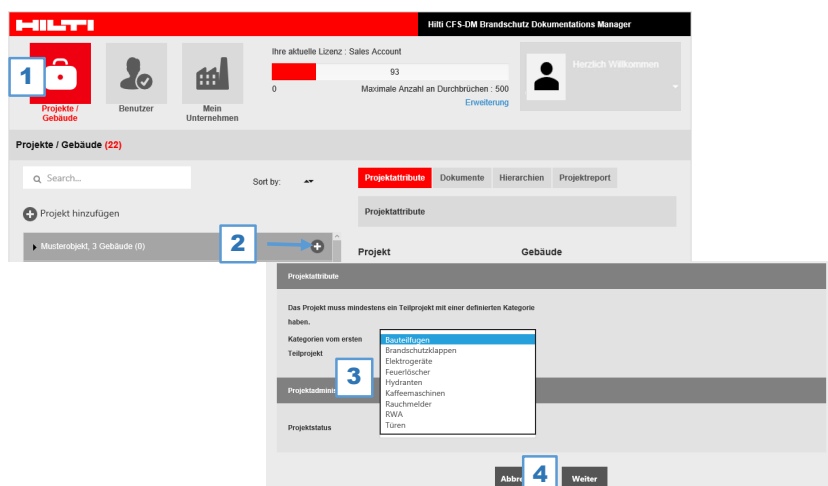 HILTI
Hilti CFS-DM Brandschutz Dokumentations Manager
1
Projekte /
Gebäude
Benutzer
Mein
Unternehmen
Ihre aktuelle Lizenz : Sales Account
93
0 Maximale Anzahl an Durchbrüchen : 500
Erweiterung
Herzlich Willkommen
Projekte / Gebäude (22)
Search...
Sort by:
Projekt hinzufügen
Musterobjekt, 3 Gebäude (0)
2
Projektattribute Dokumente Hierarchien Projektreport
Projektattribute
Projekt Gebäude
Projektattribute
Das Projekt muss mindestens ein Teilprojekt mit einer definierten Kategorie
haben.
Kategorien vom ersten
Teilprojekt
Bauteilfugen
Brandschutzklappen
Elektrogeräte
Feuerlöscher
Hydranten
Kaffeemaschinen
Rauchmelder
RWA
Türen
3
Projektadminis
Projektstatus
Abbre
4
Weiter